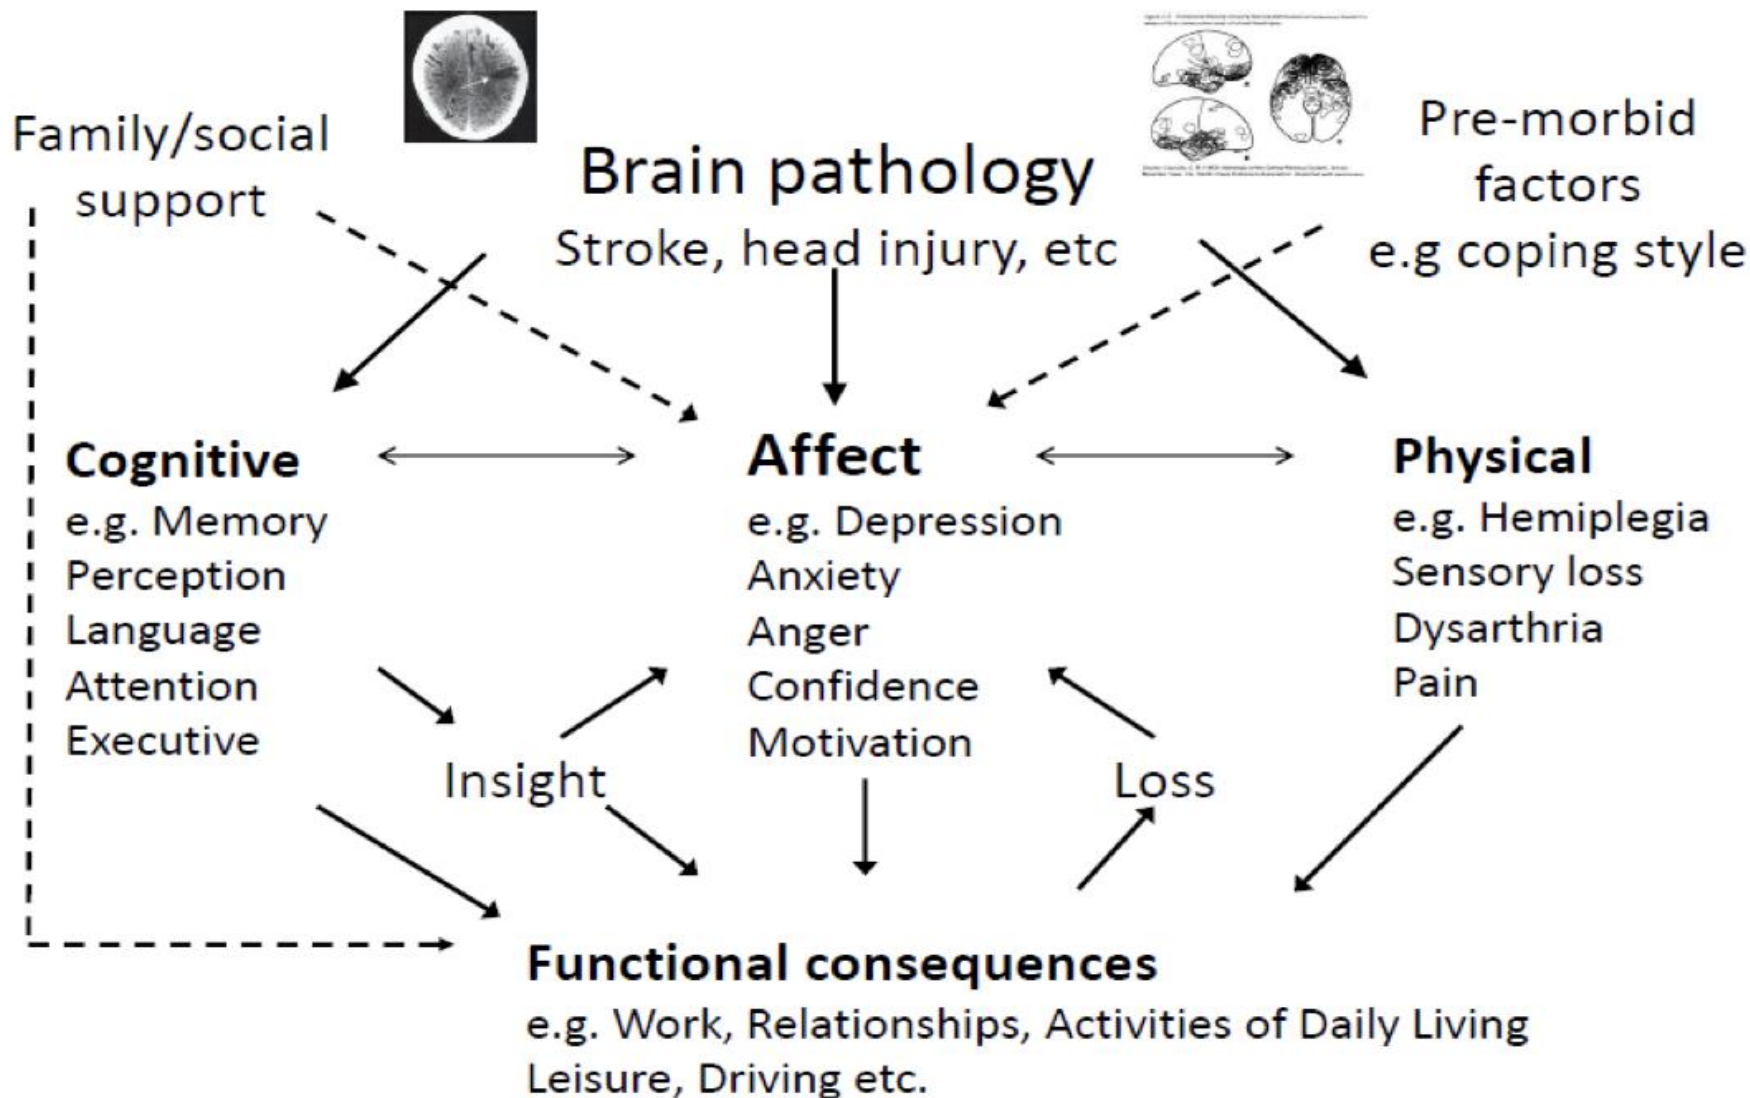 Family/social
support
Brain pathology
Stroke, head injury, etc
Pre-morbid
factors
e.g coping style
Cognitive
e.g. Memory
Perception
Language
Attention
Executive
Affect
e.g. Depression
Anxiety
Anger
Confidence
Motivation
Physical
e.g. Hemiplegia
Sensory loss
Dysarthria
Pain
Insight
Loss
Functional consequences
e.g. Work, Relationships, Activities of Daily Living
Leisure, Driving etc.